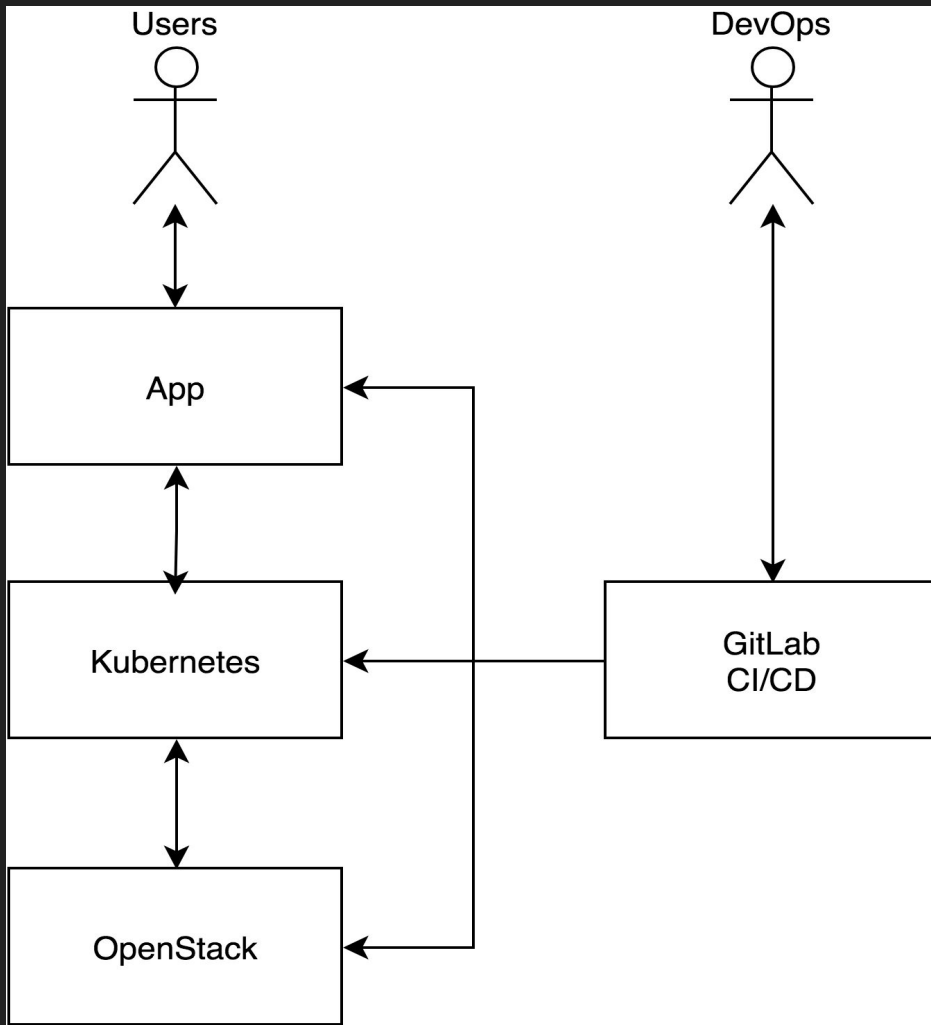 Users
DevOps
App
Kubernetes
GitLab
CI/CD
OpenStack